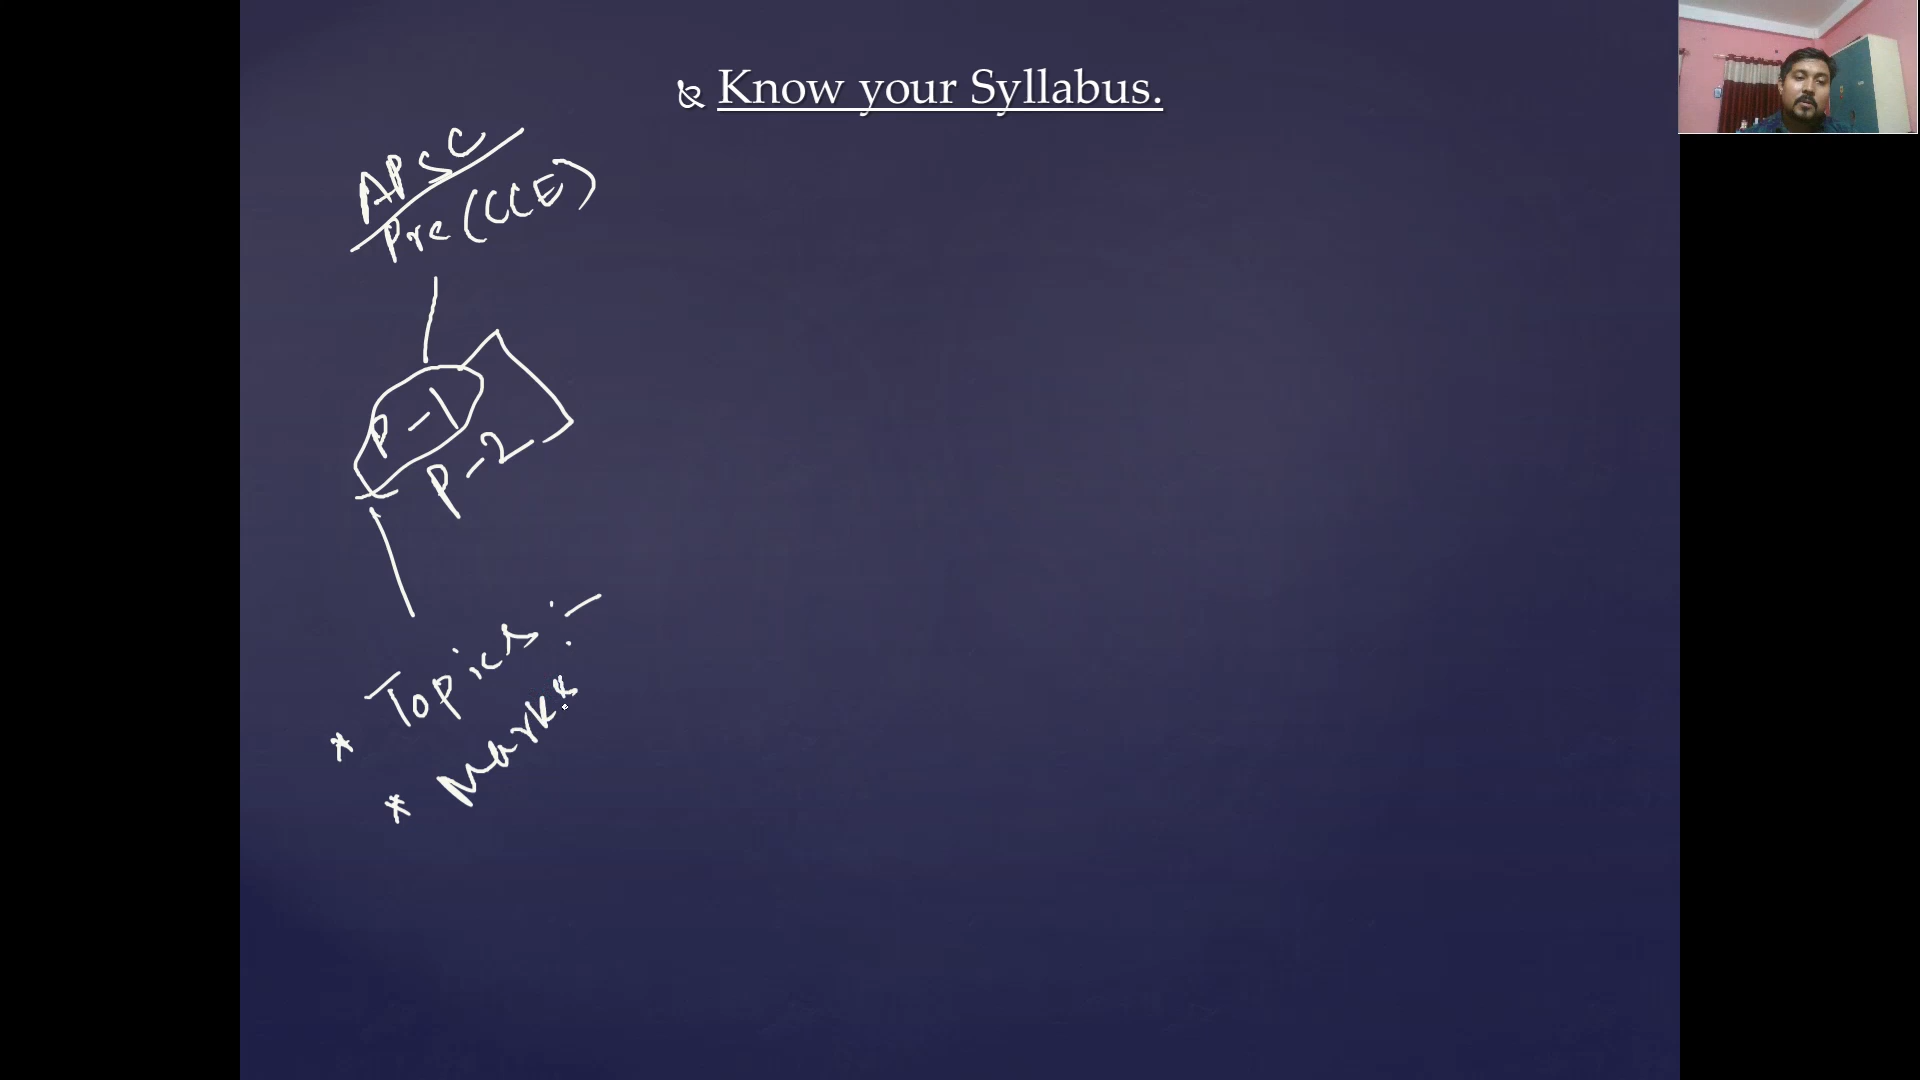 Know your Syllabus.
APSC
Pre (CCE)
P-1
P-2
* Topics :-
* Marks